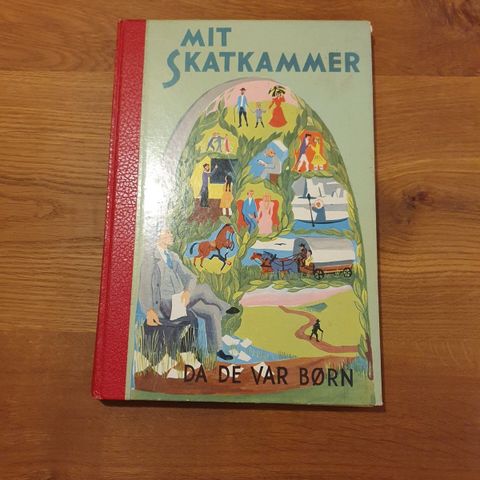 MIT
SKATKAMMER
DA DE VAR BØRN